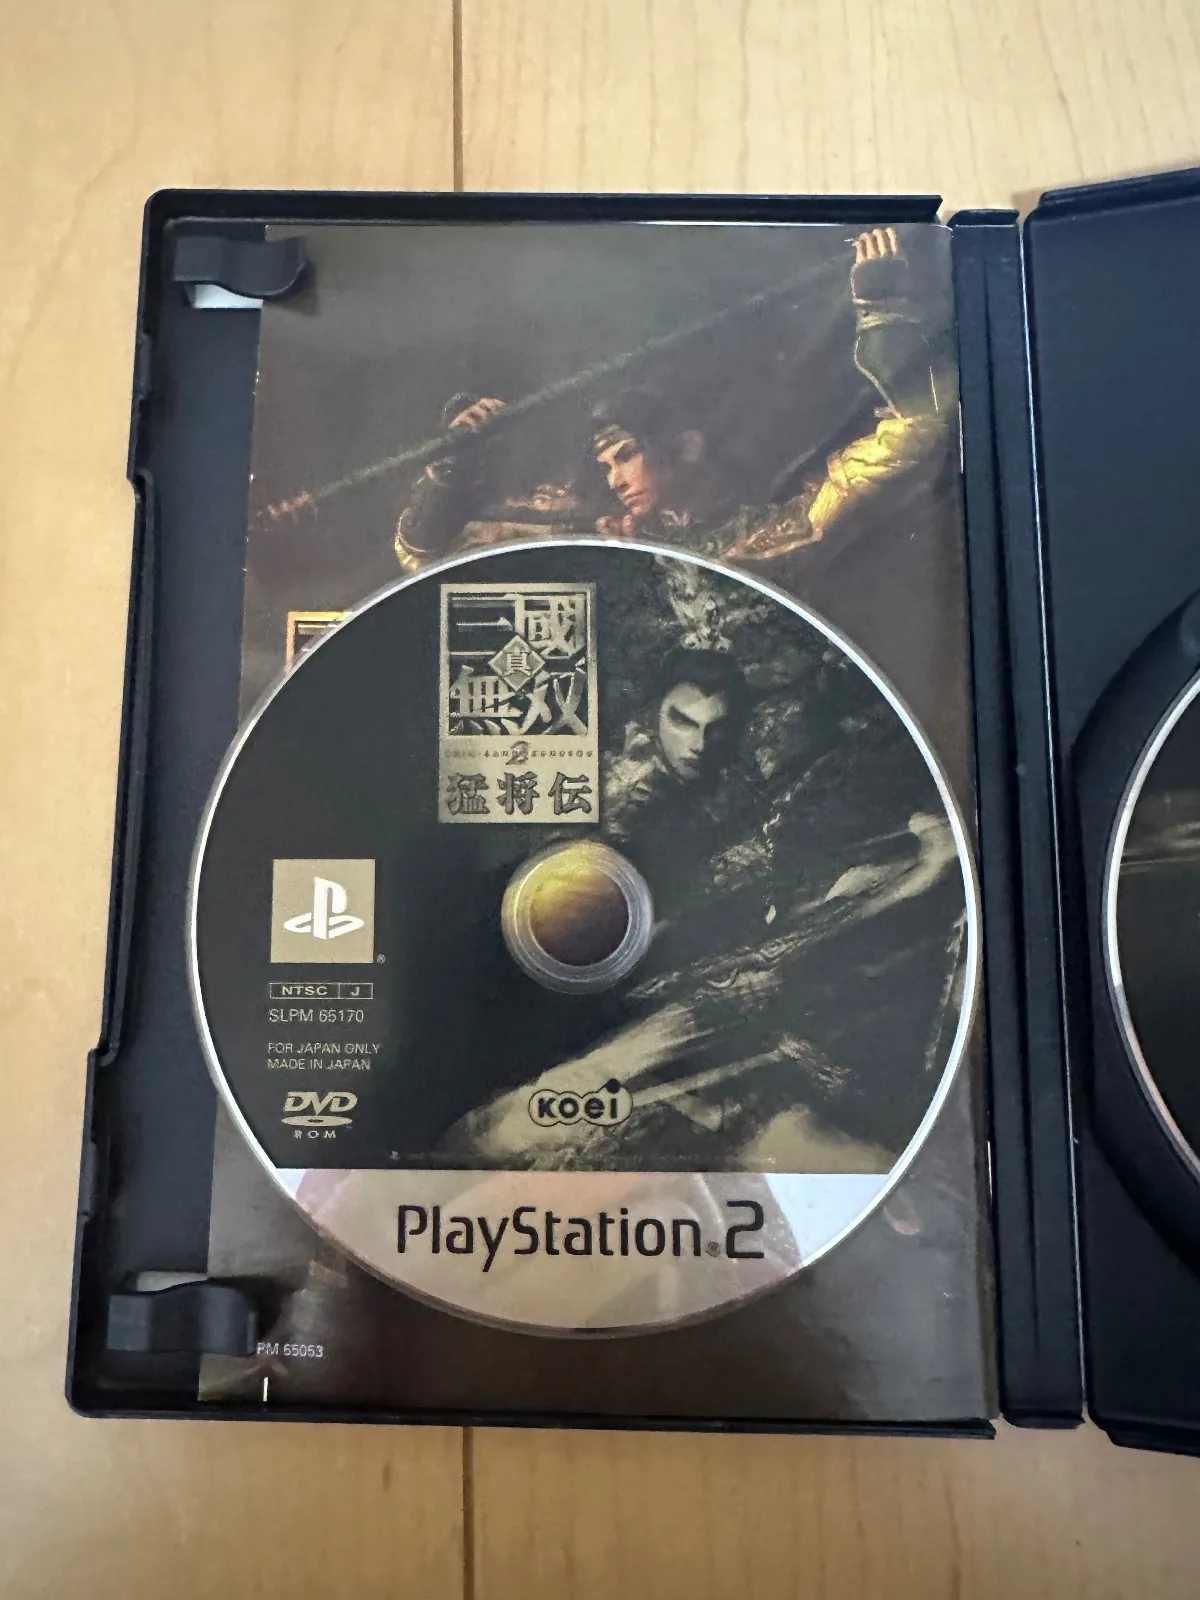 三國
真
無双
2
猛将伝
NTSC J
SLPM 65170
FOR JAPAN ONLY
MADE IN JAPAN
DVD
ROM
KOEI
PlayStation®2
PM 65053